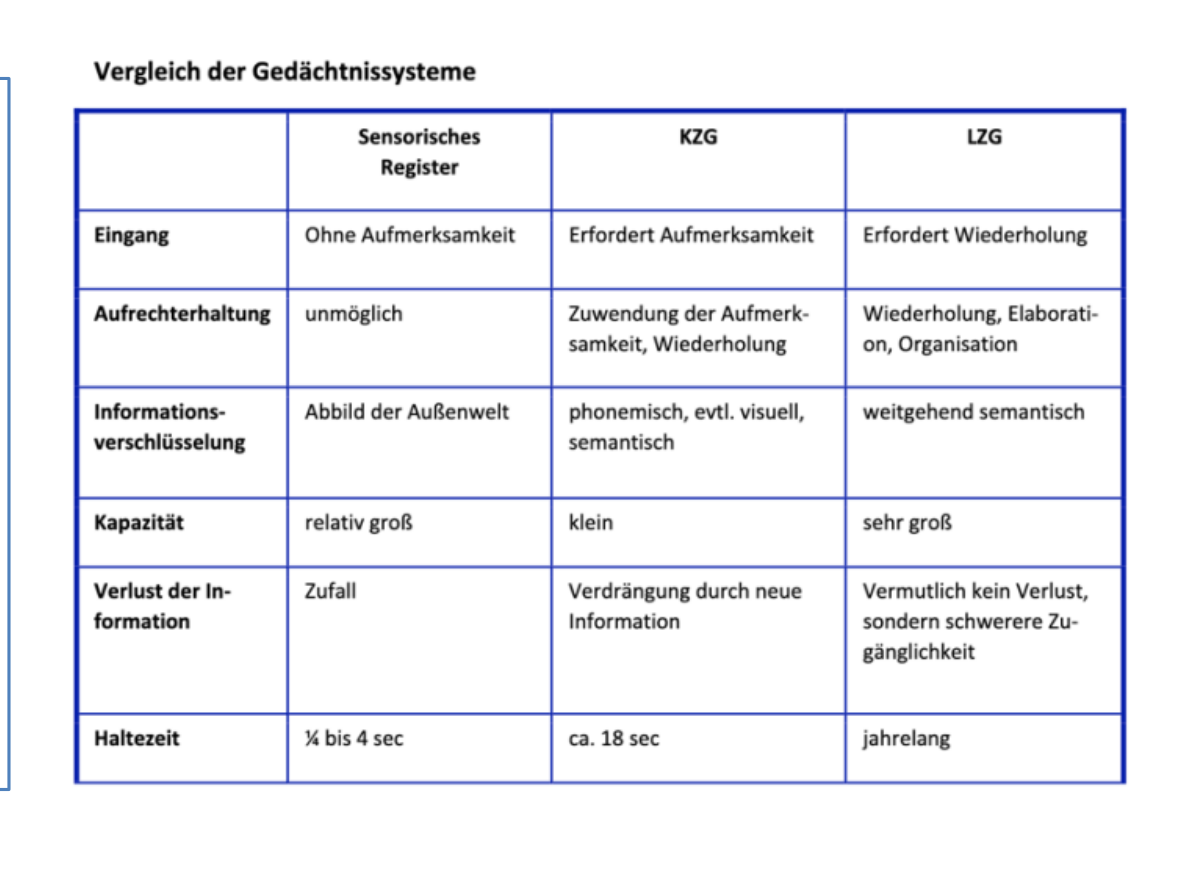 Vergleich der Gedächtnissysteme
Sensorisches
Register
KZG
LZG
Eingang
Ohne Aufmerksamkeit
Erfordert Aufmerksamkeit
Erfordert Wiederholung
Aufrechterhaltung
unmöglich
Zuwendung der Aufmerk-
samkeit, Wiederholung
Wiederholung, Elaborati-
on, Organisation
Informations-
verschlüsselung
Abbild der Außenwelt
phonemisch, evtl. visuell,
semantisch
weitgehend semantisch
Kapazität
relativ groß
klein
sehr groß
Verlust der In-
formation
Zufall
Verdrängung durch neue
Information
Vermutlich kein Verlust,
sondern schwerere Zu-
gänglichkeit
Haltezeit
¼ bis 4 sec
ca. 18 sec
jahrelang